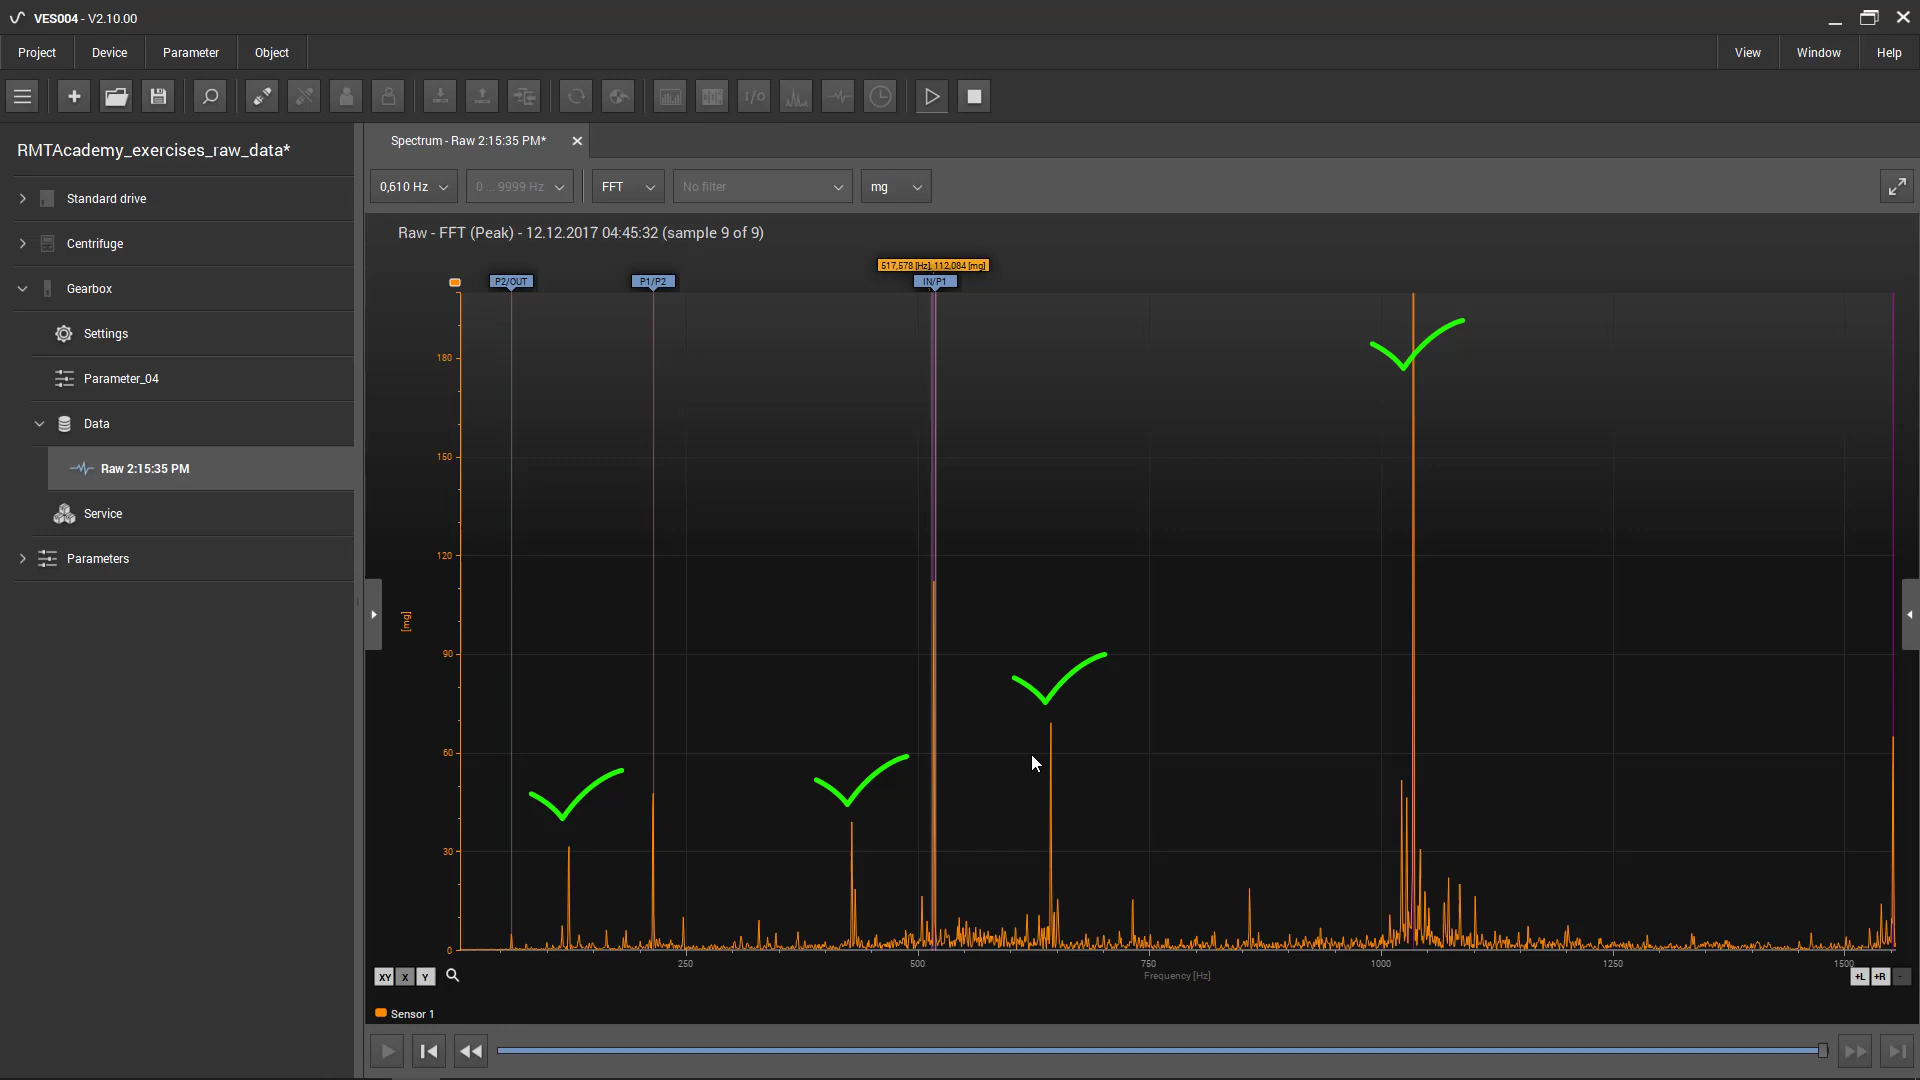 VES004 - V2.10.00
Project Device Parameter Object View Window Help
I/O
RMTAcademy_exercises_raw_data*
Spectrum - Raw 2:15:35 PM*
0,610 Hz 0 ... 9999 Hz FFT No filter mg
Standard drive
Centrifuge
Gearbox
Settings
Parameter_04
Data
Raw 2:15:35 PM
Service
Parameters
Raw - FFT (Peak) - 12.12.2017 04:45:32 (sample 9 of 9)
517,578 [Hz], 112,084 [mg]
P2/OUT P1/P2 IN/P1
180
150
120
[mg]
90
60
30
0
250 500 750 1000 1250 1500
Frequency [Hz]
XY X Y +L +R -
Sensor 1